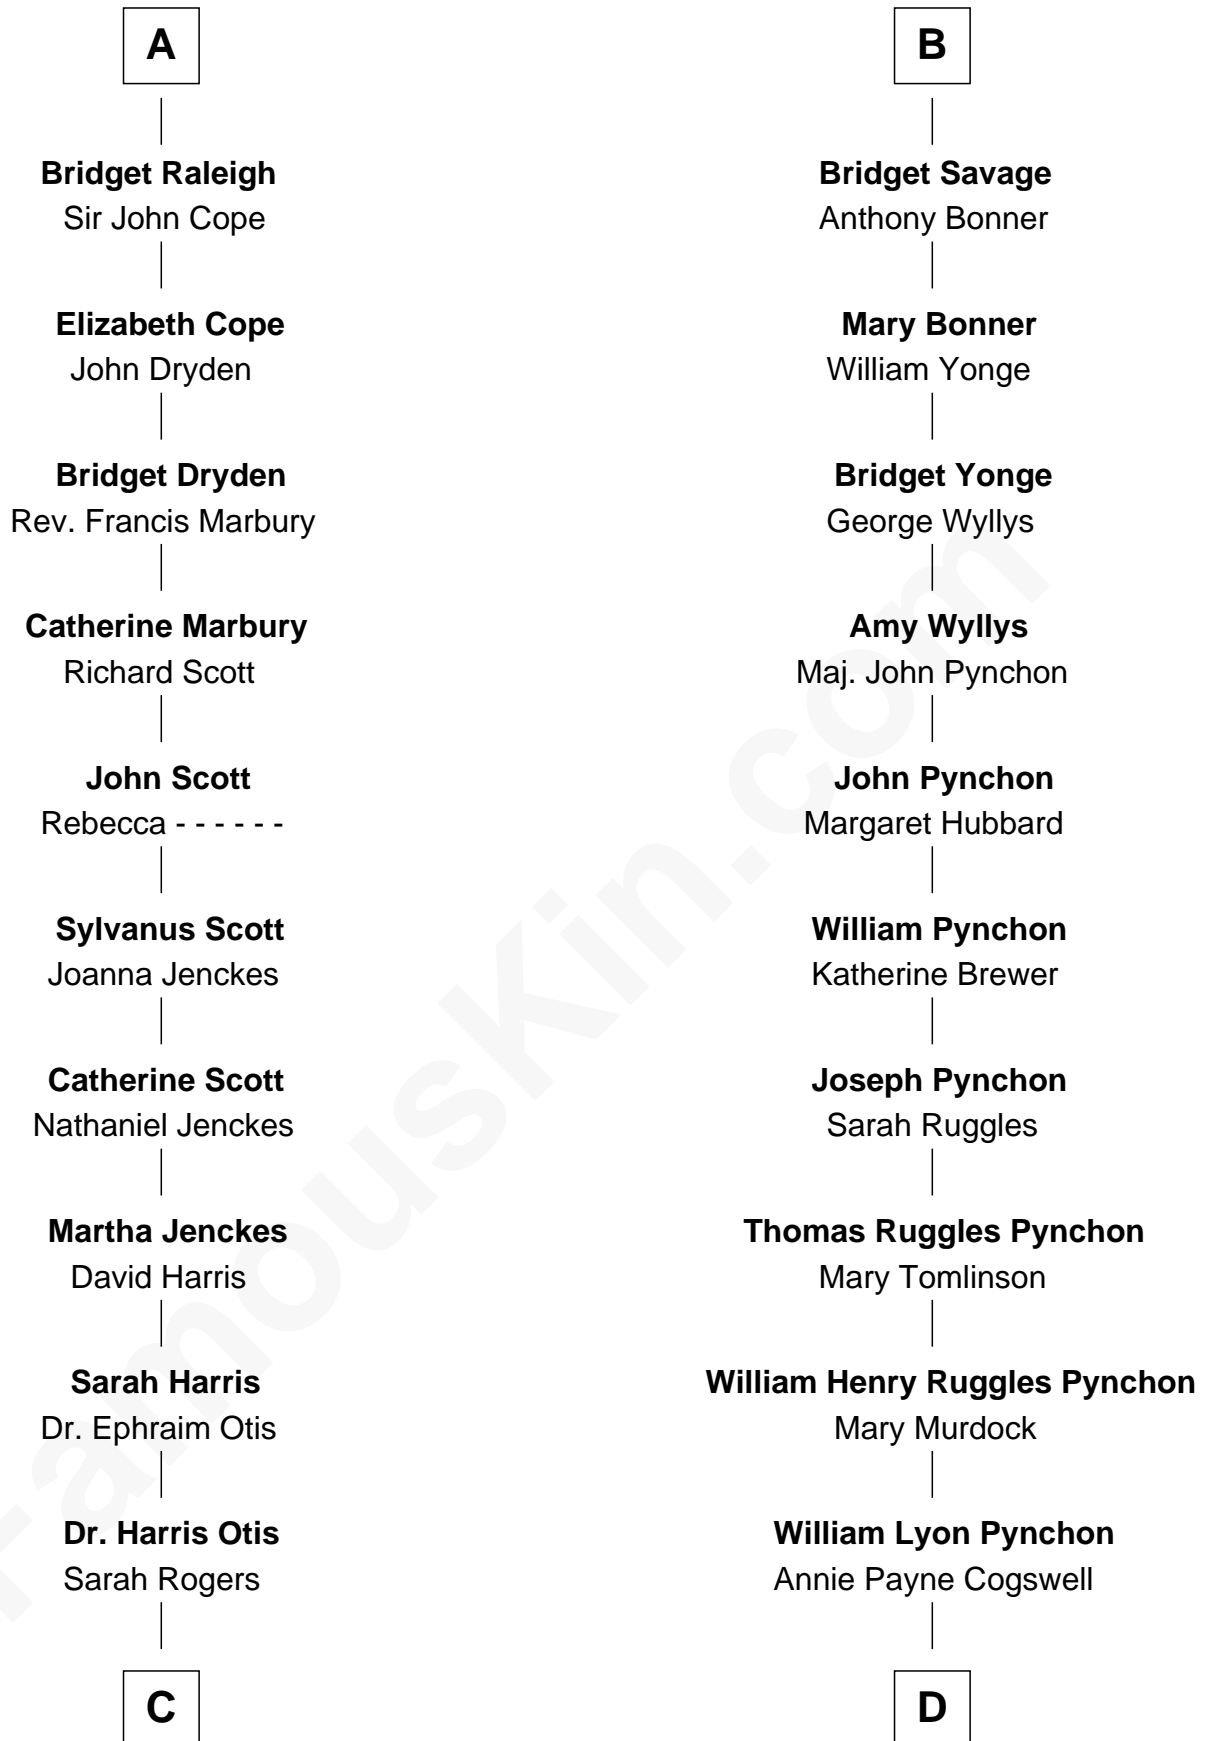 A
Bridget Raleigh
Sir John Cope
Elizabeth Cope
John Dryden
Bridget Dryden
Rev. Francis Marbury
Catherine Marbury
Richard Scott
John Scott
Rebecca - - - - - -
Sylvanus Scott
Joanna Jenckes
Catherine Scott
Nathaniel Jenckes
Martha Jenckes
David Harris
Sarah Harris
Dr. Ephraim Otis
Dr. Harris Otis
Sarah Rogers
C
B
Bridget Savage
Anthony Bonner
Mary Bonner
William Yonge
Bridget Yonge
George Wyllys
Amy Wyllys
Maj. John Pynchon
John Pynchon
Margaret Hubbard
William Pynchon
Katherine Brewer
Joseph Pynchon
Sarah Ruggles
Thomas Ruggles Pynchon
Mary Tomlinson
William Henry Ruggles Pynchon
Mary Murdock
William Lyon Pynchon
Annie Payne Cogswell
D
FamousKin.com